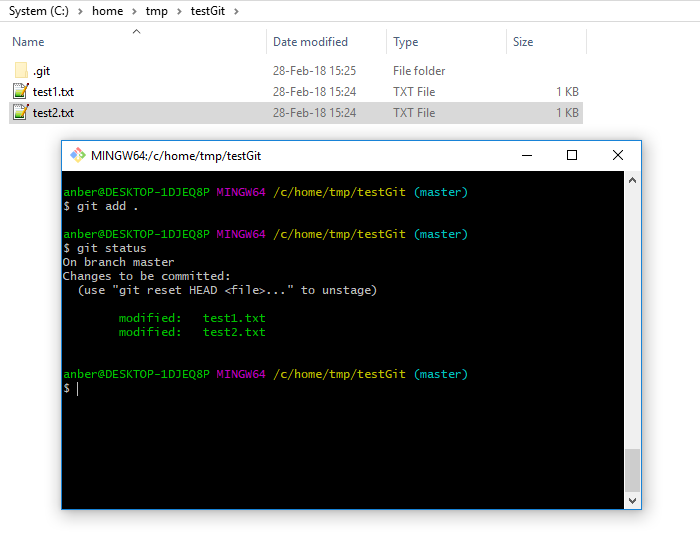 System (C:) > home > tmp > testGit >
Name Date modified Type Size
.git 28-Feb-18 15:25 File folder
test1.txt 28-Feb-18 15:24 TXT File 1 KB
test2.txt 28-Feb-18 15:24 TXT File 1 KB
MINGW64:/c/home/tmp/testGit
anber@DESKTOP-1DJEQ8P MINGW64 /c/home/tmp/testGit (master)
$ git add .
anber@DESKTOP-1DJEQ8P MINGW64 /c/home/tmp/testGit (master)
$ git status
On branch master
Changes to be committed:
(use "git reset HEAD <file>..." to unstage)
modified: test1.txt
modified: test2.txt
anber@DESKTOP-1DJEQ8P MINGW64 /c/home/tmp/testGit (master)
$